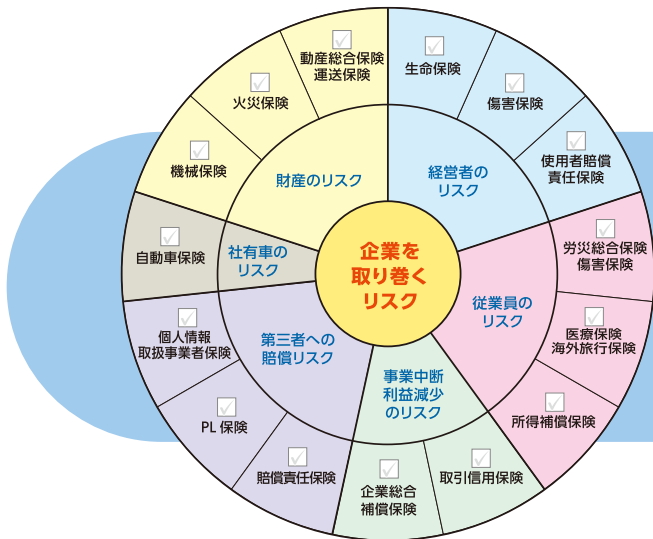 企業を
取り巻く
リスク
経営者の
リスク
生命保険
傷害保険
使用者賠償
責任保険
従業員の
リスク
労災総合保険
傷害保険
医療保険
海外旅行保険
所得補償保険
事業中断
利益減少
のリスク
取引信用保険
企業総合
補償保険
第三者への
賠償リスク
賠償責任保険
PL 保険
個人情報
取扱事業者保険
社有車の
リスク
自動車保険
財産のリスク
機械保険
火災保険
動産総合保険
運送保険